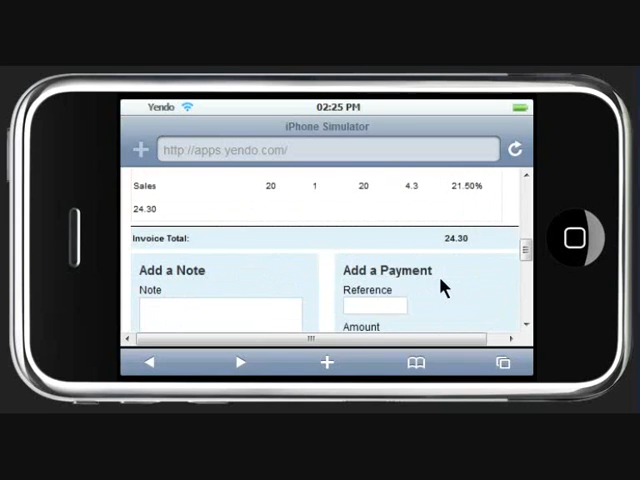 Yendo 02:25 PM
iPhone Simulator
http://apps.yendo.com/
Sales 20 1 20 4.3 21.50%
24.30
Invoice Total: 24.30
Add a Note Add a Payment
Note Reference
Amount